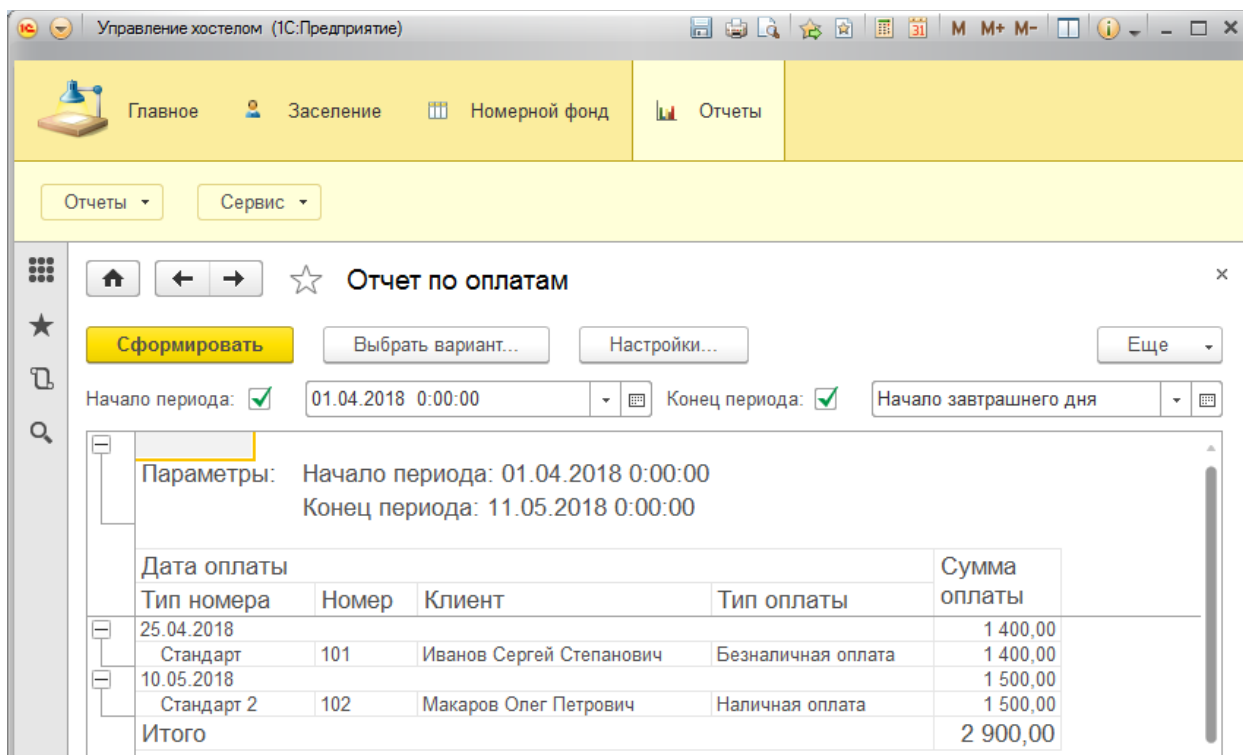 1С Управление хостелом (1С:Предприятие) 31 M M+ M-
Главное Заселение Номерной фонд Отчеты
Отчеты Сервис
Отчет по оплатам
Сформировать Выбрать вариант... Настройки... Еще
Начало периода: 01.04.2018 0:00:00 Конец периода: Начало завтрашнего дня
Параметры: Начало периода: 01.04.2018 0:00:00
Конец периода: 11.05.2018 0:00:00
Дата оплаты Сумма оплаты
Тип номера Номер Клиент Тип оплаты
25.04.2018 1 400,00
Стандарт 101 Иванов Сергей Степанович Безналичная оплата 1 400,00
10.05.2018 1 500,00
Стандарт 2 102 Макаров Олег Петрович Наличная оплата 1 500,00
Итого 2 900,00